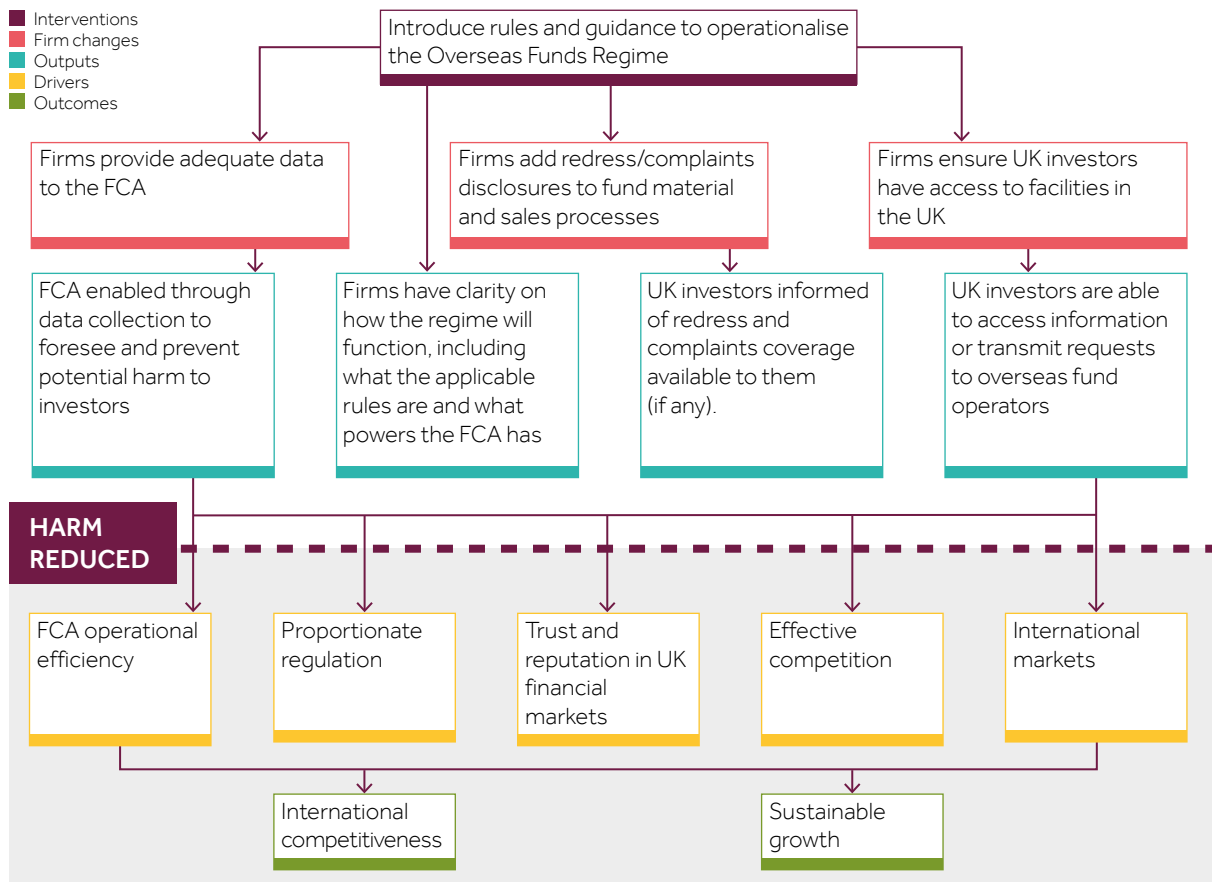 Interventions
Firm changes
Outputs
Drivers
Outcomes
Introduce rules and guidance to operationalise
the Overseas Funds Regime
Firms provide adequate data
to the FCA
Firms add redress/complaints
disclosures to fund material
and sales processes
Firms ensure UK investors
have access to facilities in
the UK
FCA enabled through
data collection to
foresee and prevent
potential harm to
investors
Firms have clarity on
how the regime will
function, including
what the applicable
rules are and what
powers the FCA has
UK investors informed
of redress and
complaints coverage
available to them
(if any).
UK investors are able
to access information
or transmit requests
to overseas fund
operators
HARM
REDUCED
FCA operational
efficiency
Proportionate
regulation
Trust and
reputation in UK
financial
markets
Effective
competition
International
markets
International
competitiveness
Sustainable
growth